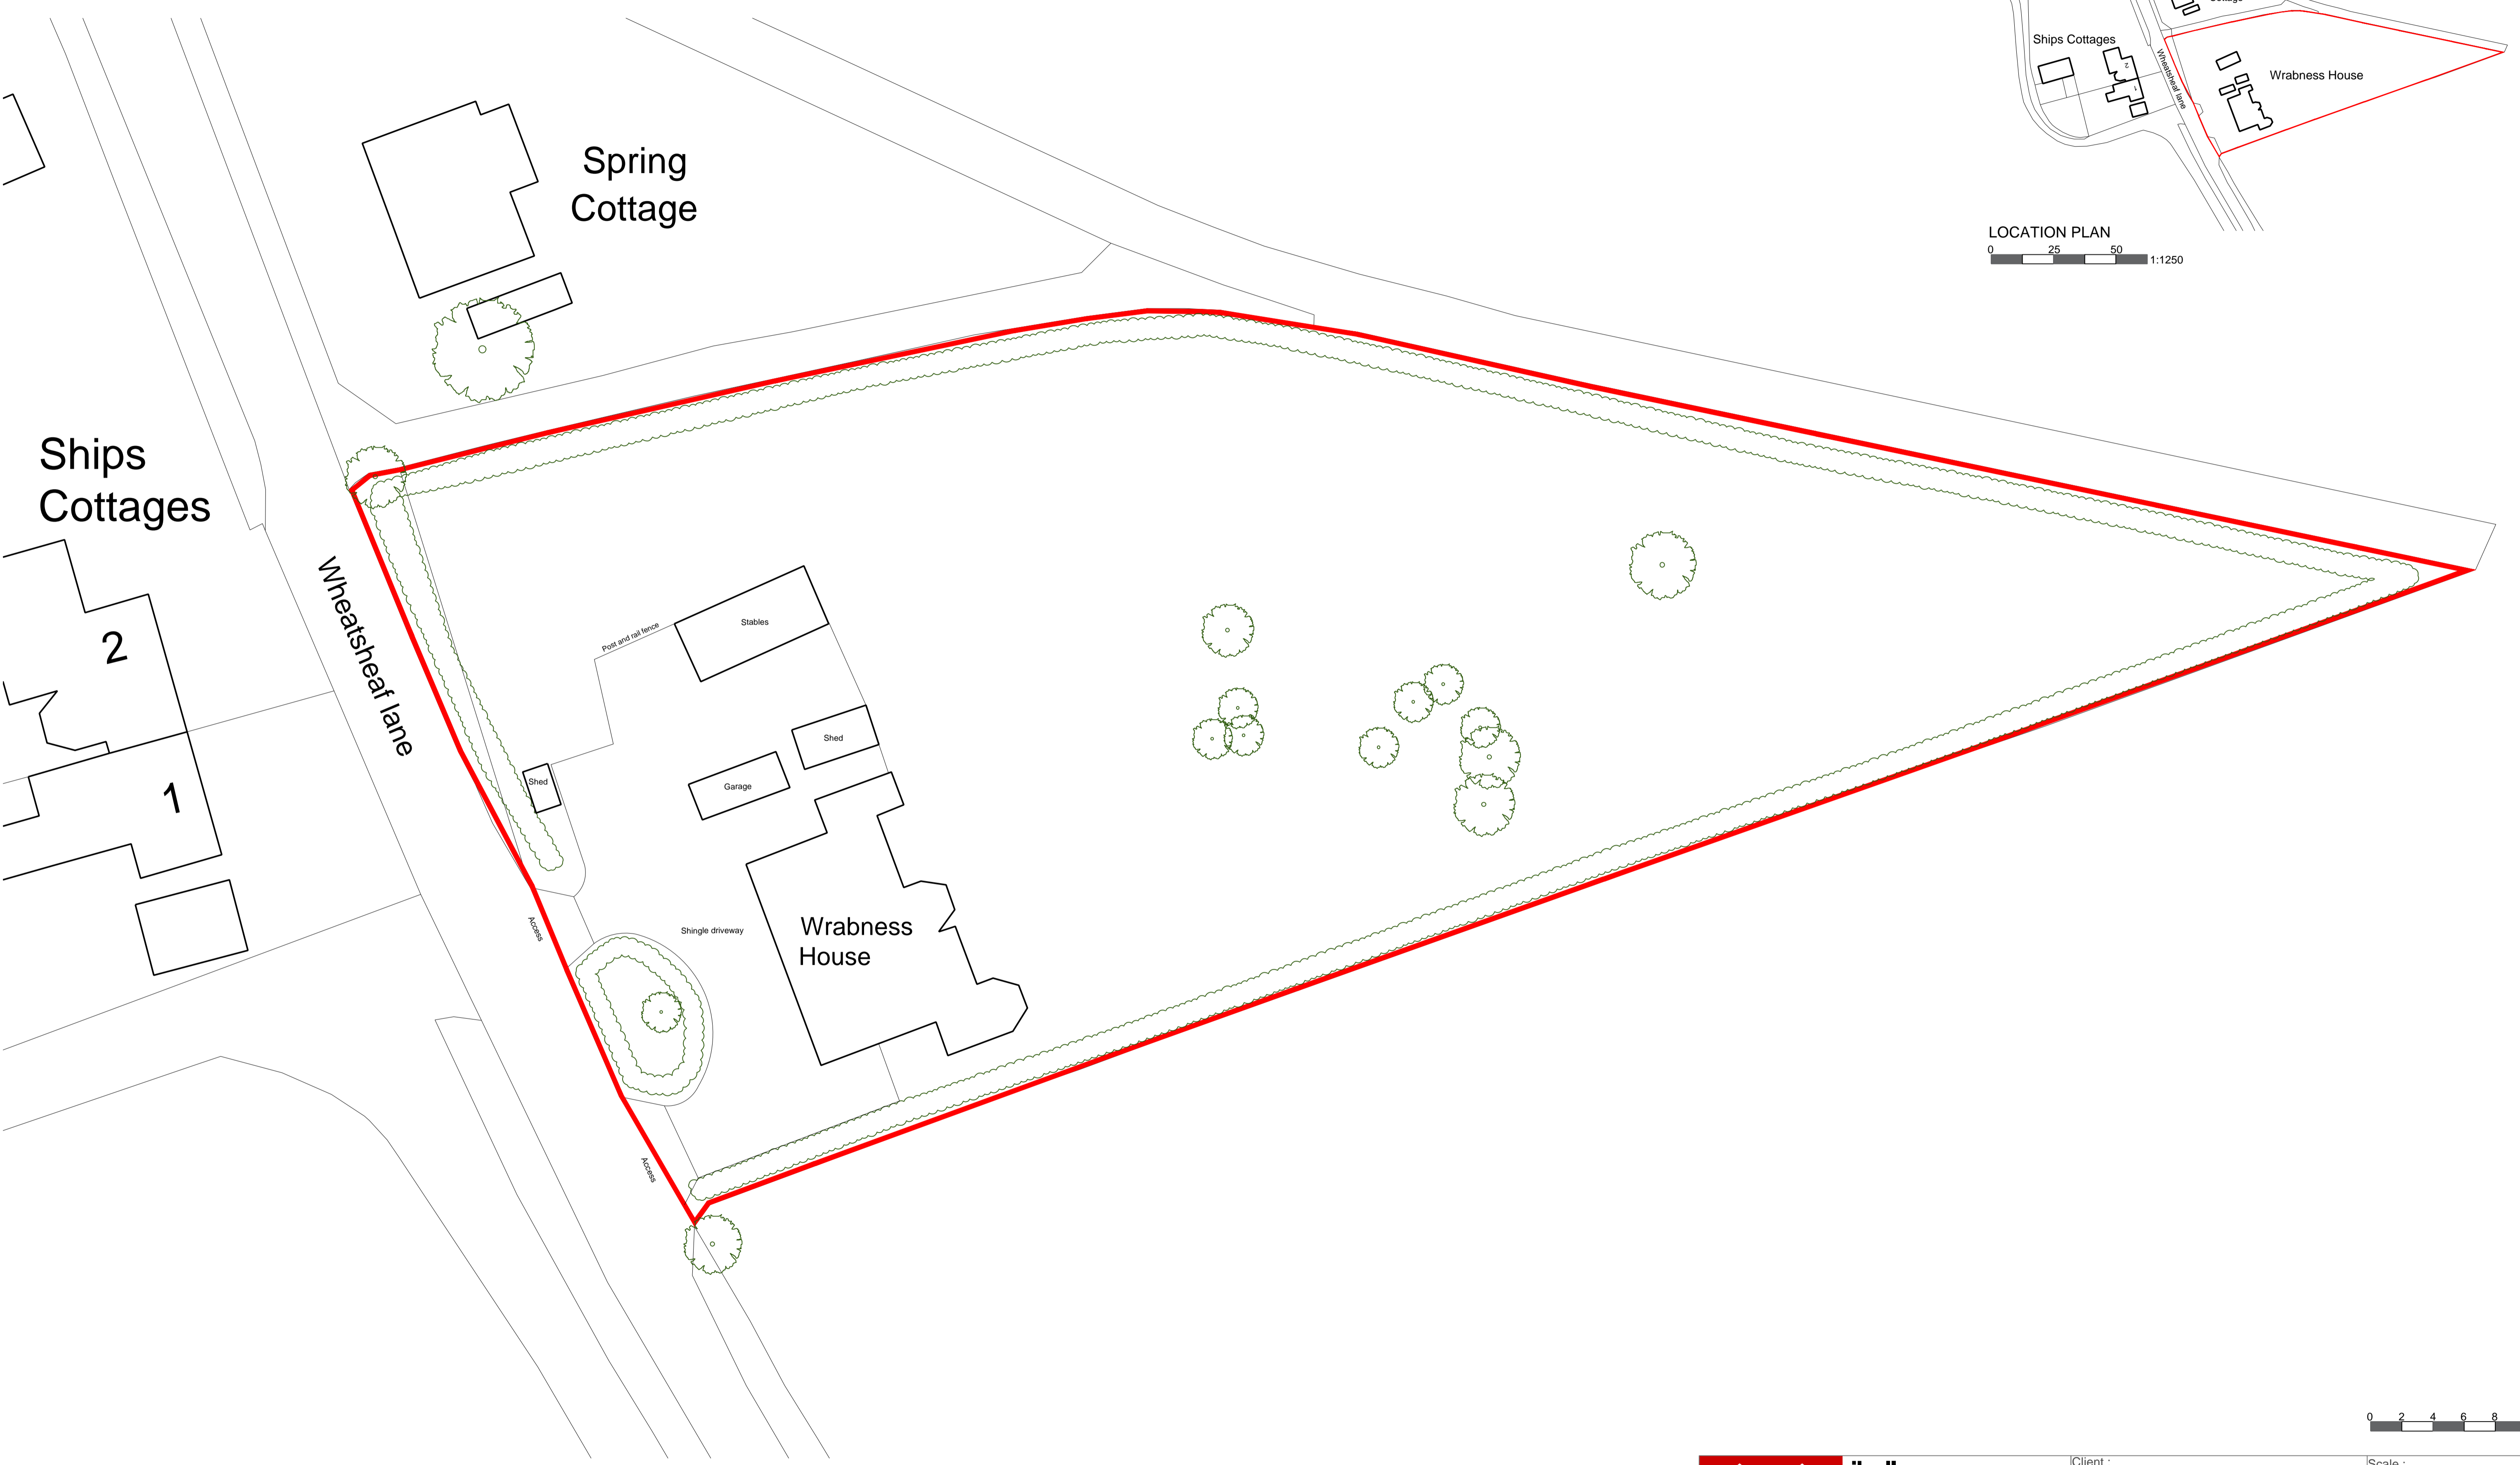 Ships Cottages
2
1
Wheatsheaf lane
Wrabness House
LOCATION PLAN
0 25 50
1:1250
Spring
Cottage
Ships
Cottages
2
1
Wheatsheaf lane
Post and rail fence
Stables
Shed
Shed
Garage
Access
Shingle driveway
Wrabness
House
Access
0 2 4 6 8
Client :
Scale :